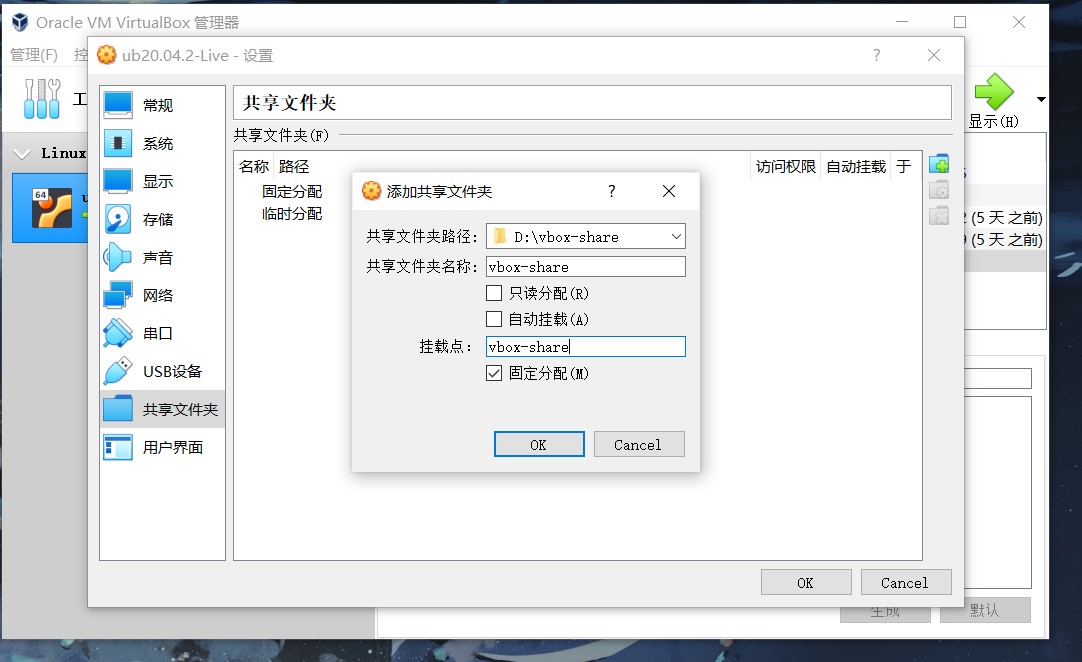 Oracle VM VirtualBox 管理器
管理(F) 控
ub20.04.2-Live - 设置
?
工
常规
系统
显示
存储
声音
网络
串口
USB设备
共享文件夹
用户界面
Linux
64
共享文件夹
共享文件夹(F)
名称 路径 访问权限 自动挂载 于
固定分配
临时分配
添加共享文件夹 ?
共享文件夹路径: D:\vbox-share
共享文件夹名称: vbox-share
只读分配(R)
自动挂载(A)
挂载点: vbox-share
固定分配(M)
OK Cancel
OK Cancel
显示(H)
(5 天 之前)
(5 天 之前)
生成 默认